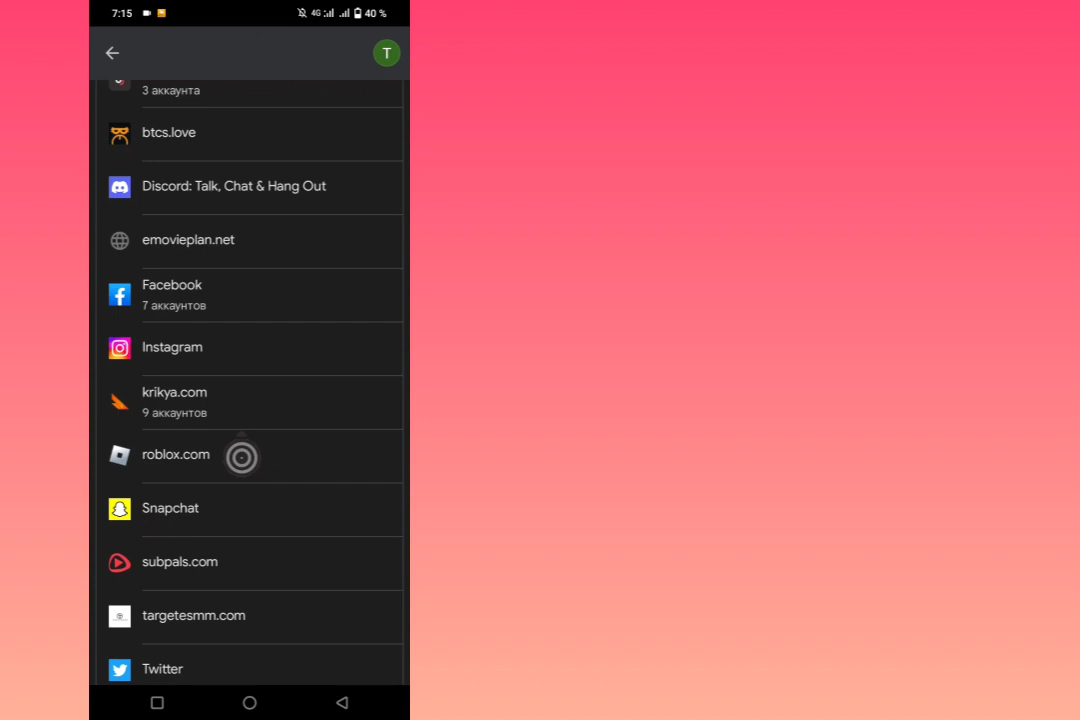 7:15 4G 40 %
T
3 аккаунта
btcs.love
Discord: Talk, Chat & Hang Out
emovieplan.net
Facebook
7 аккаунтов
Instagram
krikya.com
9 аккаунтов
roblox.com
Snapchat
subpals.com
targetesmm.com
Twitter